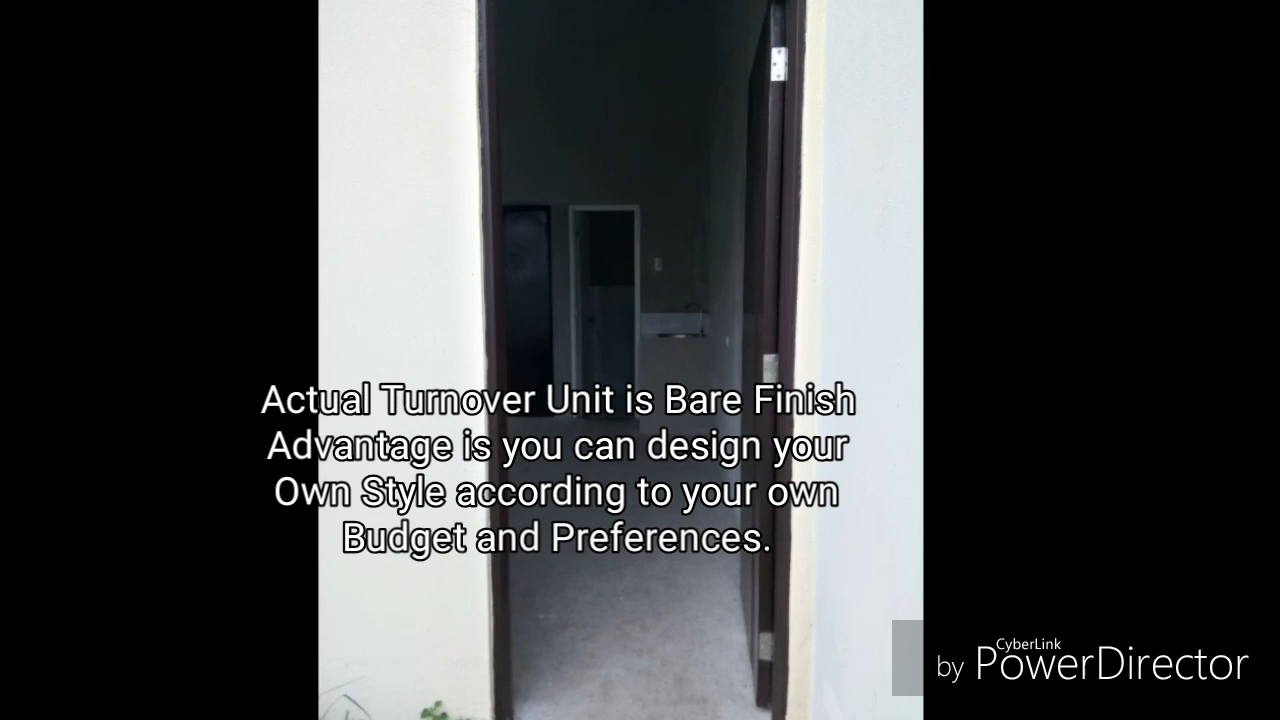 Actual Turnover Unit is Bare Finish
Advantage is you can design your
Own Style according to your own
Budget and Preferences.
by CyberLink PowerDirector